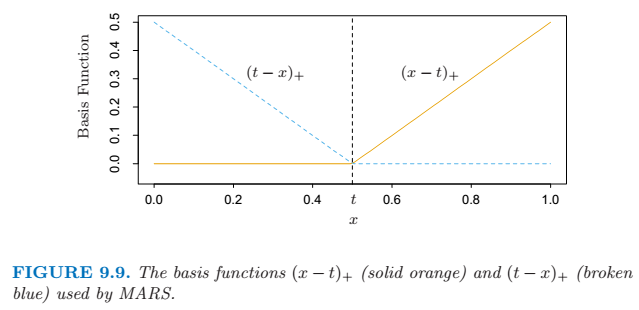 Basis Function
0.0
0.1
0.2
0.3
0.4
0.5
(t − x)₊
(x − t)₊
0.0 0.2 0.4 t 0.6 0.8 1.0
x
FIGURE 9.9. The basis functions (x − t)₊ (solid orange) and (t − x)₊ (broken
blue) used by MARS.